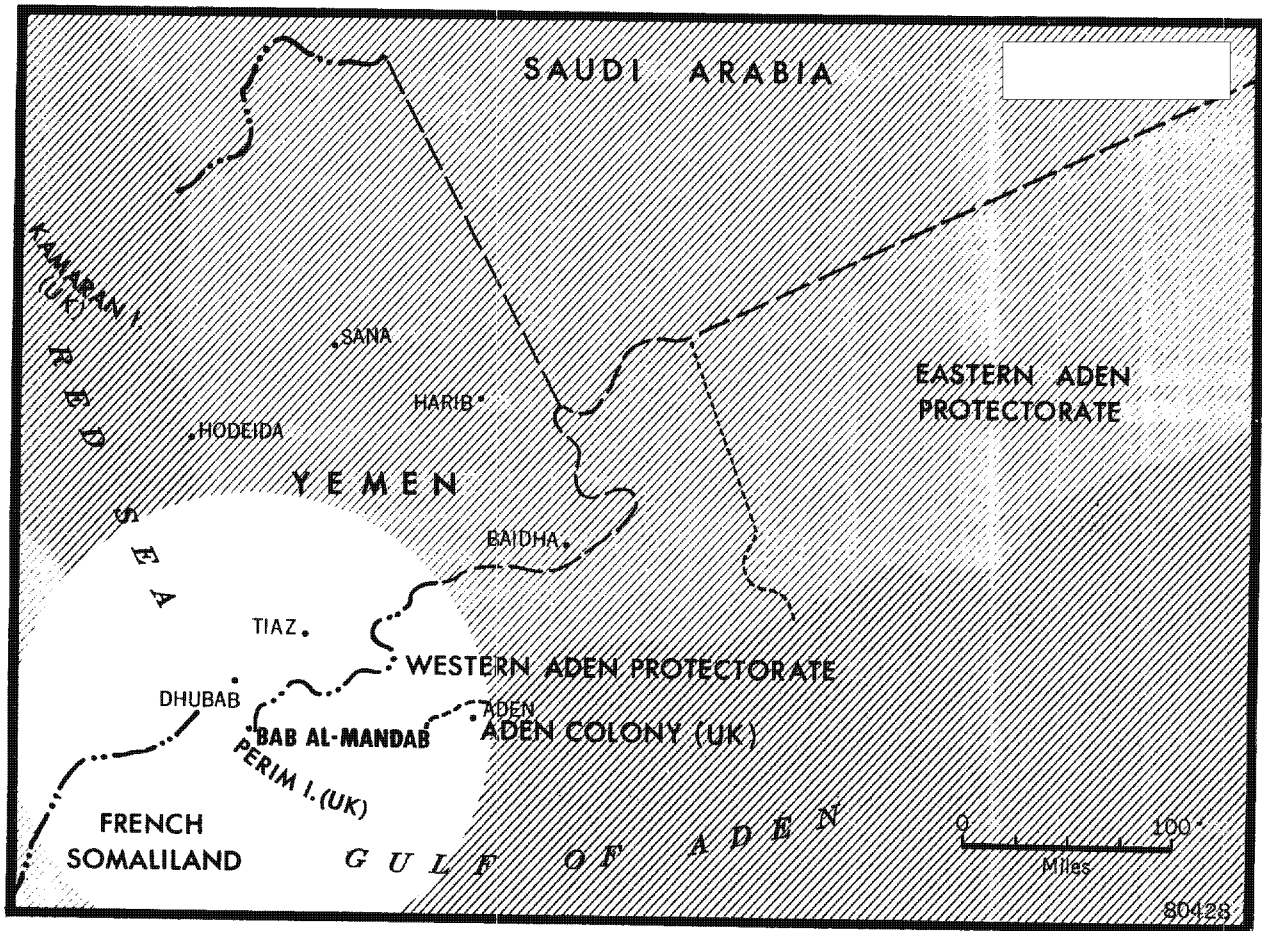 SAUDI ARABIA
KAMARAN I.
(UK)
RED SEA
SANA
HARIB
HODEIDA
YEMEN
EASTERN ADEN
PROTECTORATE
BAIDHA
TIAZ
WESTERN ADEN PROTECTORATE
DHUBAB
ADEN
BAB AL-MANDAB
ADEN COLONY (UK)
PERIM I. (UK)
FRENCH
SOMALILAND
GULF OF ADEN
0 100
Miles
80428